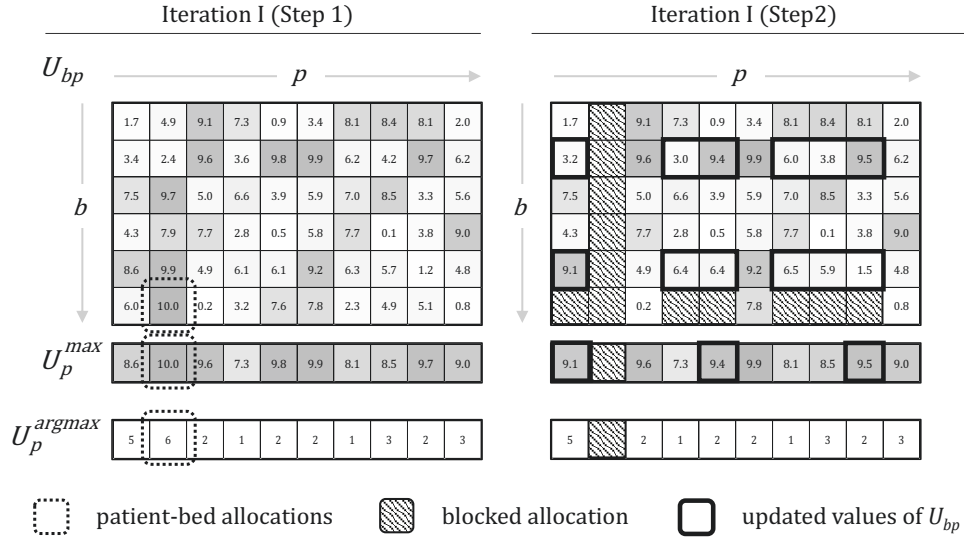 Iteration I (Step 1)
Iteration I (Step2)
U_bp
p
p
b
b
1.7 4.9 9.1 7.3 0.9 3.4 8.1 8.4 8.1 2.0
3.4 2.4 9.6 3.6 9.8 9.9 6.2 4.2 9.7 6.2
7.5 9.7 5.0 6.6 3.9 5.9 7.0 8.5 3.3 5.6
4.3 7.9 7.7 2.8 0.5 5.8 7.7 0.1 3.8 9.0
8.6 9.9 4.9 6.1 6.1 9.2 6.3 5.7 1.2 4.8
6.0 10.0 0.2 3.2 7.6 7.8 2.3 4.9 5.1 0.8
1.7 9.1 7.3 0.9 3.4 8.1 8.4 8.1 2.0
3.2 9.6 3.0 9.4 9.9 6.0 3.8 9.5 6.2
7.5 5.0 6.6 3.9 5.9 7.0 8.5 3.3 5.6
4.3 7.7 2.8 0.5 5.8 7.7 0.1 3.8 9.0
9.1 4.9 6.4 6.4 9.2 6.5 5.9 1.5 4.8
0.2 7.8 0.8
U_p^max
8.6 10.0 9.6 7.3 9.8 9.9 8.1 8.5 9.7 9.0
9.1 9.6 7.3 9.4 9.9 8.1 8.5 9.5 9.0
U_p^argmax
5 6 2 1 2 2 1 3 2 3
5 2 1 2 2 1 3 2 3
patient-bed allocations
blocked allocation
updated values of U_bp